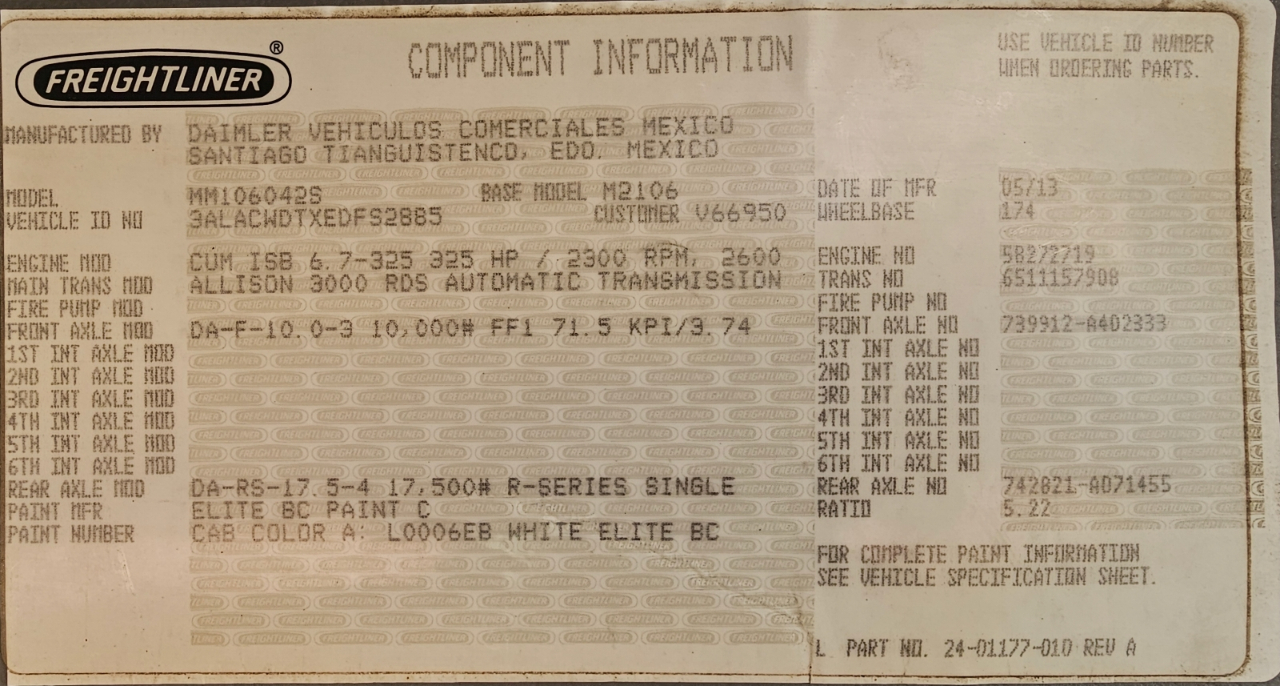 FREIGHTLINER ®
COMPONENT INFORMATION
USE VEHICLE ID NUMBER
WHEN ORDERING PARTS.
MANUFACTURED BY DAIMLER VEHICULOS COMERCIALES MEXICO
SANTIAGO TIANGUISTENCO, EDO. MEXICO
MODEL MM106042S BASE MODEL M2106 DATE OF MFR 05/13
VEHICLE ID NO 3ALACWDTXEDFS2885 CUSTOMER V66950 WHEELBASE 174
ENGINE MOD CUM ISB 6.7-325 325 HP / 2300 RPM, 2600 ENGINE NO 58272719
MAIN TRANS MOD ALLISON 3000 RDS AUTOMATIC TRANSMISSION TRANS NO 6511157908
FIRE PUMP MOD FIRE PUMP NO
FRONT AXLE MOD DA-F-10.0-3 10,000# FF1 71.5 KPI/3.74 FRONT AXLE NO 739912-A402333
1ST INT AXLE MOD 1ST INT AXLE NO
2ND INT AXLE MOD 2ND INT AXLE NO
3RD INT AXLE MOD 3RD INT AXLE NO
4TH INT AXLE MOD 4TH INT AXLE NO
5TH INT AXLE MOD 5TH INT AXLE NO
6TH INT AXLE MOD 6TH INT AXLE NO
REAR AXLE MOD DA-RS-17.5-4 17,500# R-SERIES SINGLE REAR AXLE NO 742821-A071455
PAINT MFR ELITE BC PAINT C RATIO 5.22
PAINT NUMBER CAB COLOR A: L0006EB WHITE ELITE BC
FOR COMPLETE PAINT INFORMATION
SEE VEHICLE SPECIFICATION SHEET.
L PART NO. 24-01177-010 REV A